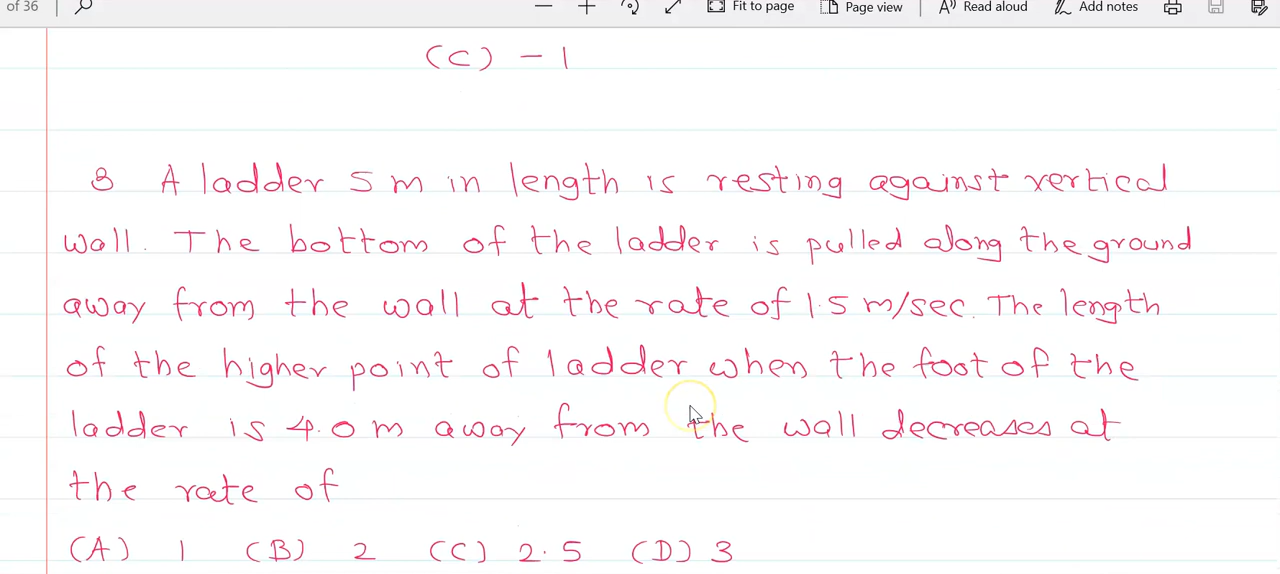 of 36 Fit to page Page view Read aloud Add notes
(C) - 1
3 A ladder 5 m in length is resting against vertical
wall. The bottom of the ladder is pulled along the ground
away from the wall at the rate of 1.5 m/sec. The length
of the higher point of ladder when the foot of the
ladder is 4.0 m away from the wall decreases at
the rate of
(A) 1 (B) 2 (C) 2.5 (D) 3